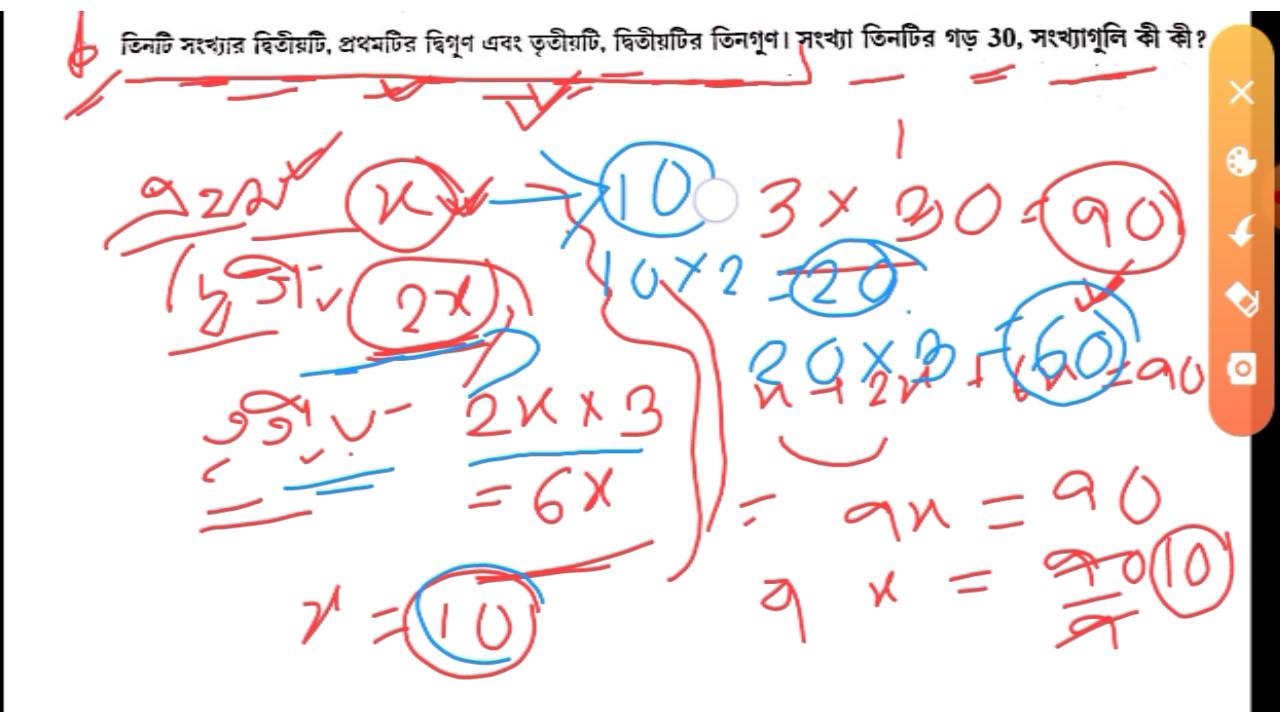 তিনটি সংখ্যার দ্বিতীয়টি, প্রথমটির দ্বিগুণ এবং তৃতীয়টি, দ্বিতীয়টির তিনগুণ। সংখ্যা তিনটির গড় 30, সংখ্যাগুলি কী কী?
প্রথম x 10 3 × 30 = 90
দ্বিতীয় 2x 10 × 2 = 20
20 × 3 = 60
x + 2x + 6x = 90
তৃতীয় - 2x × 3
= 6x
= 9x = 90
x = 90/9 10
x = 10